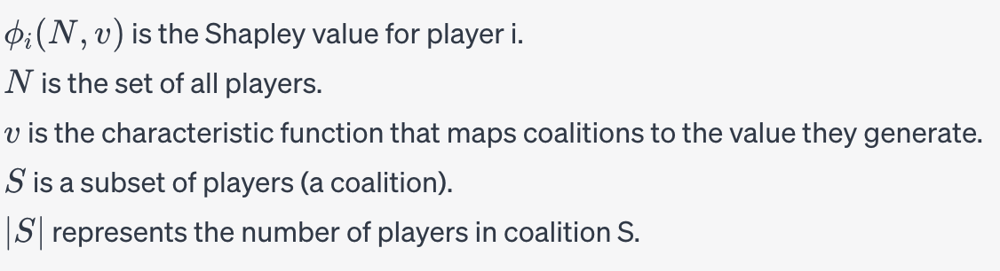 ϕᵢ(N, v) is the Shapley value for player i.
N is the set of all players.
v is the characteristic function that maps coalitions to the value they generate.
S is a subset of players (a coalition).
|S| represents the number of players in coalition S.